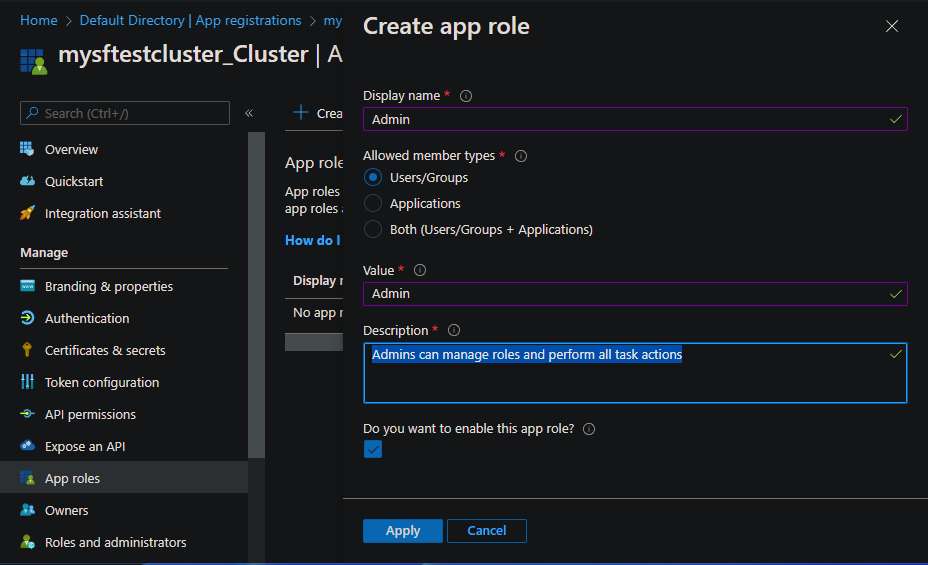 Home > Default Directory | App registrations > my
mysftestcluster_Cluster | A
Search (Ctrl+/)
«
Overview
Quickstart
Integration assistant
Manage
Branding & properties
Authentication
Certificates & secrets
Token configuration
API permissions
Expose an API
App roles
Owners
Roles and administrators
+ Crea
App role
App roles
app roles a
How do I
Display n
No app r
Create app role
Display name *
Admin
Allowed member types *
Users/Groups
Applications
Both (Users/Groups + Applications)
Value *
Admin
Description *
Admins can manage roles and perform all task actions
Do you want to enable this app role?
Apply
Cancel